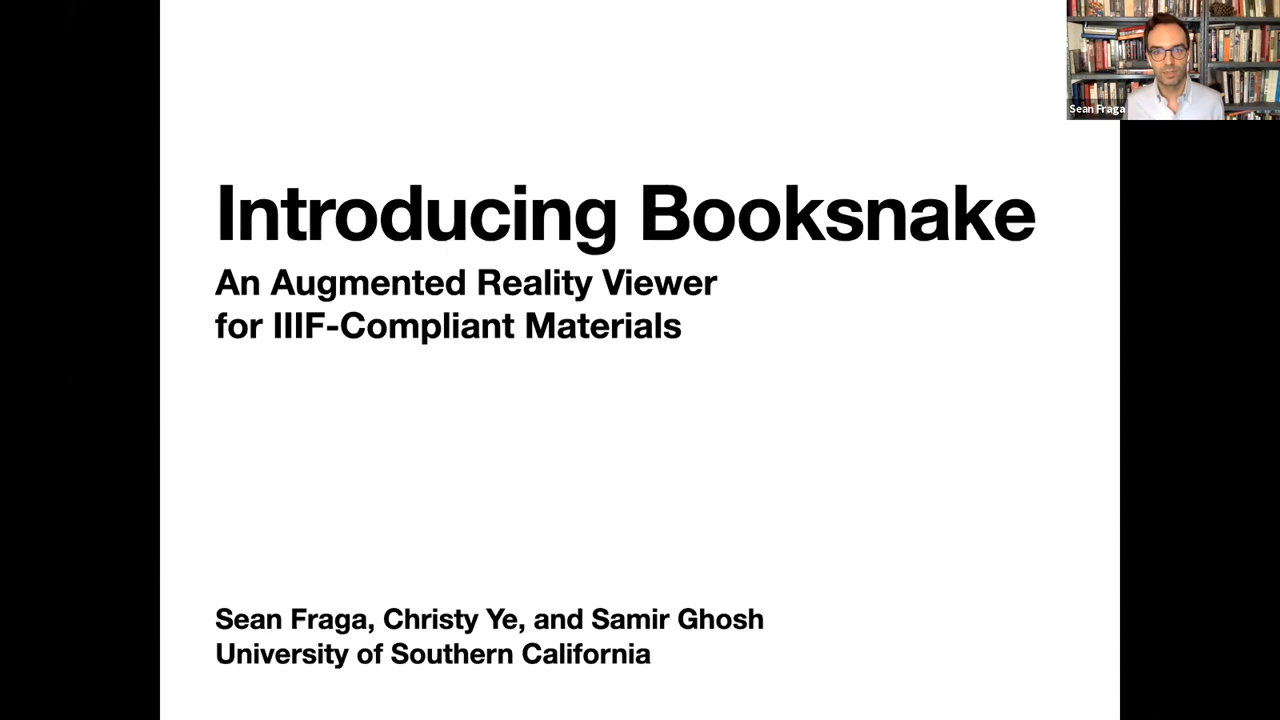 Introducing Booksnake
An Augmented Reality Viewer
for IIIF-Compliant Materials
Sean Fraga, Christy Ye, and Samir Ghosh
University of Southern California
Sean Fraga